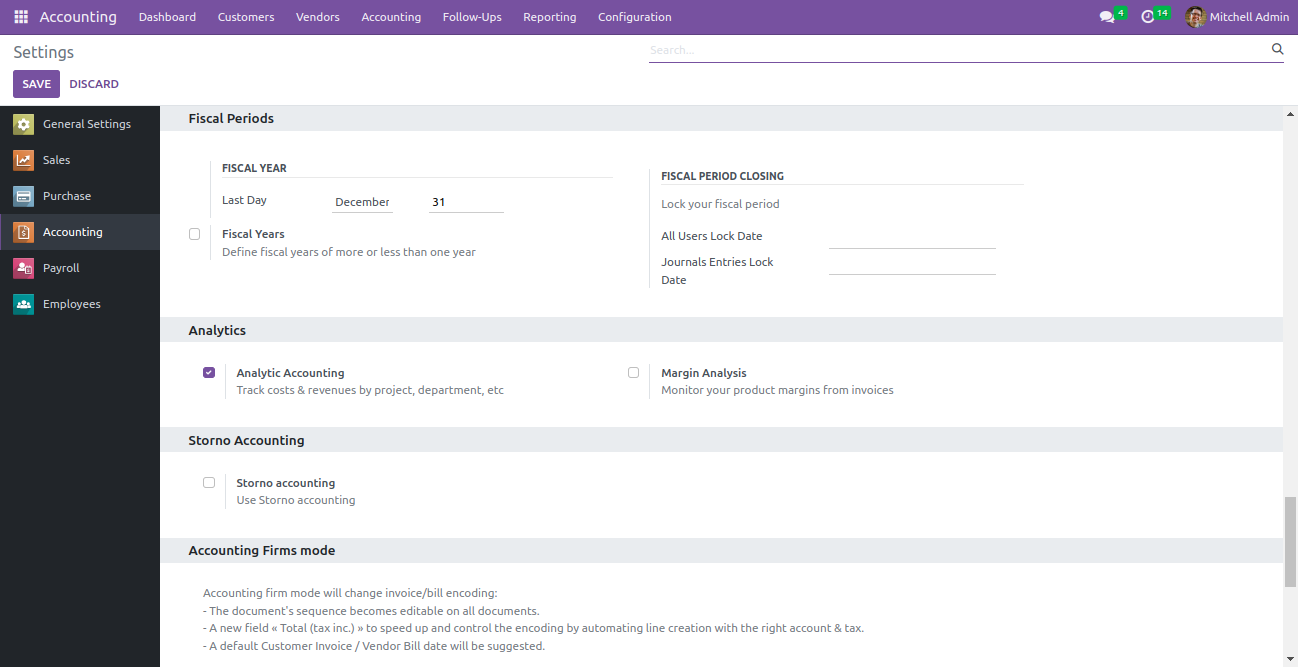 Accounting Dashboard Customers Vendors Accounting Follow-Ups Reporting Configuration 4 14 Mitchell Admin
Settings
Search...
SAVE DISCARD
General Settings
Sales
Purchase
Accounting
Payroll
Employees
Fiscal Periods
FISCAL YEAR
Last Day December 31
Fiscal Years
Define fiscal years of more or less than one year
FISCAL PERIOD CLOSING
Lock your fiscal period
All Users Lock Date
Journals Entries Lock
Date
Analytics
Analytic Accounting
Track costs & revenues by project, department, etc
Margin Analysis
Monitor your product margins from invoices
Storno Accounting
Storno accounting
Use Storno accounting
Accounting Firms mode
Accounting firm mode will change invoice/bill encoding:
- The document's sequence becomes editable on all documents.
- A new field « Total (tax inc.) » to speed up and control the encoding by automating line creation with the right account & tax.
- A default Customer Invoice / Vendor Bill date will be suggested.